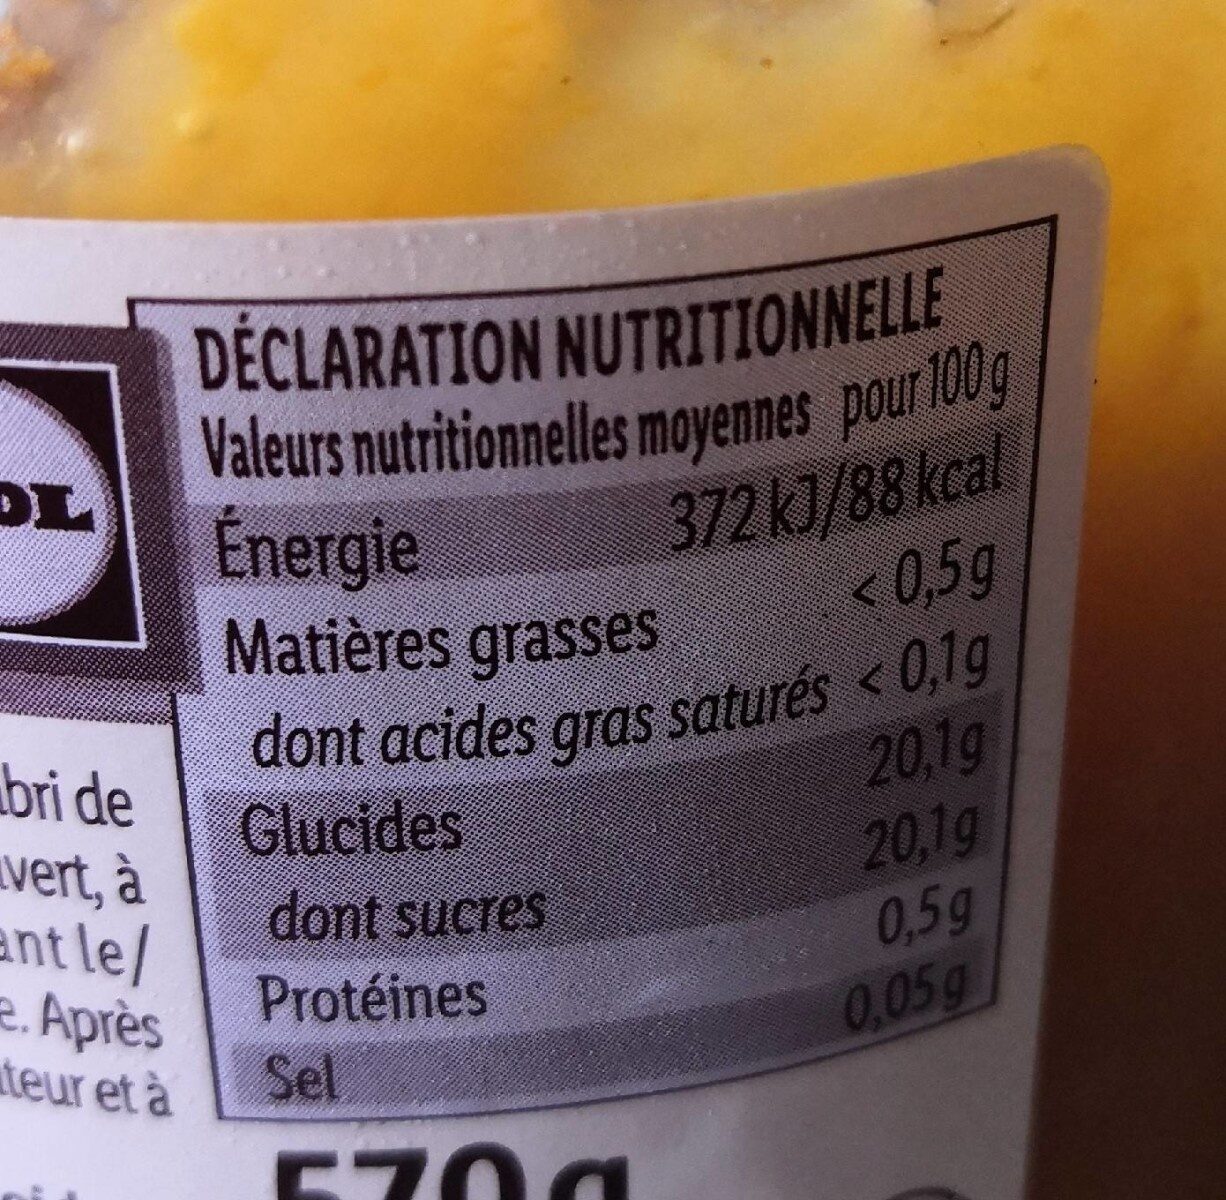 DÉCLARATION NUTRITIONNELLE
Valeurs nutritionnelles moyennes pour 100 g
Énergie 372 kJ/88 kcal
Matières grasses < 0,5 g
dont acides gras saturés < 0,1 g
Glucides 20,1 g
dont sucres 20,1 g
Protéines 0,5 g
Sel 0,05 g
DL
bri de
vert, à
ant le/
e. Après
teur et à
570 g